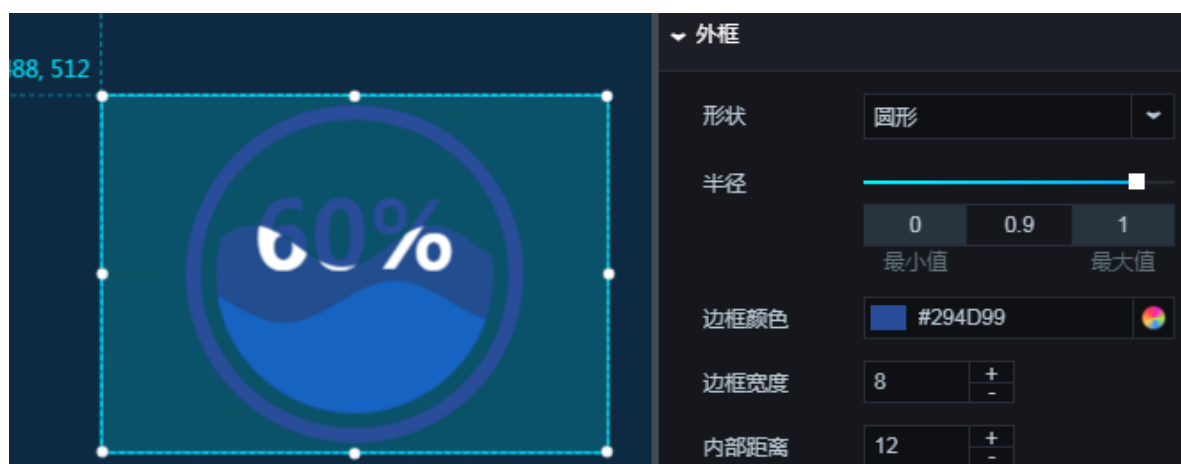 外框
88, 512
形状 圆形
半径
60%
0 0.9 1
最小值 最大值
边框颜色 #294D99
边框宽度 8 + -
内部距离 12 + -